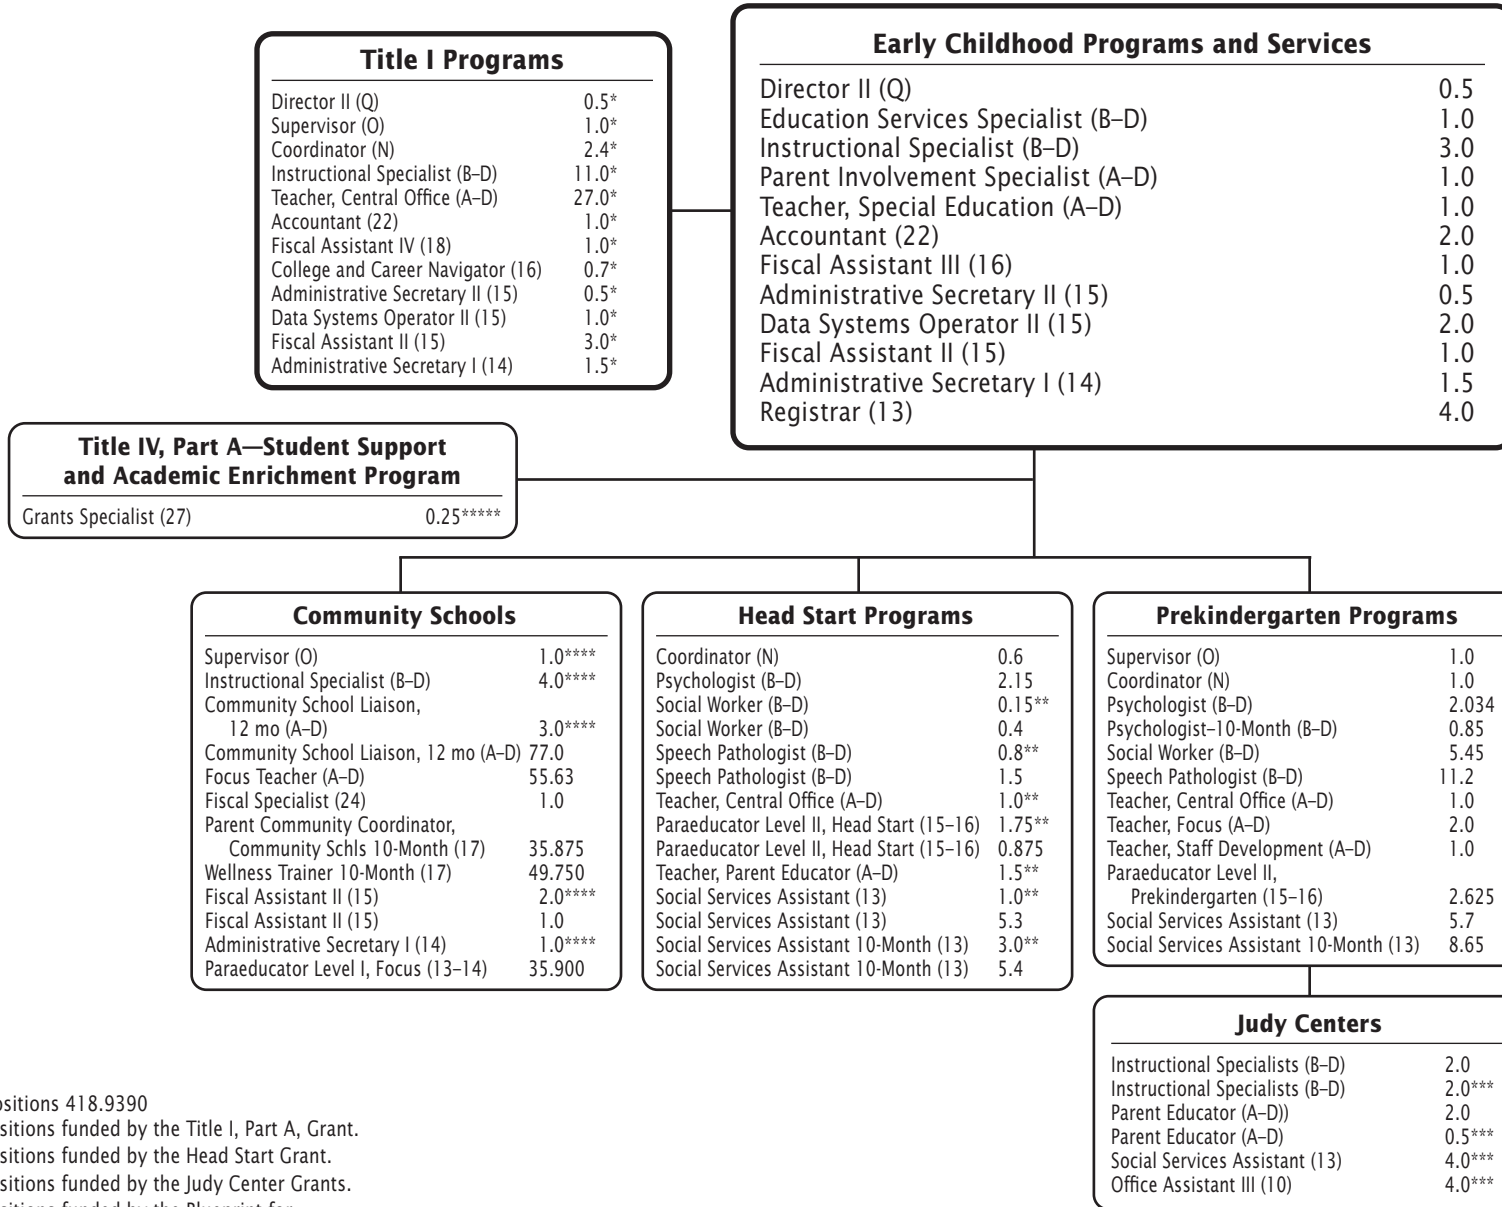 Title I Programs
Director II (Q) 0.5*
Supervisor (O) 1.0*
Coordinator (N) 2.4*
Instructional Specialist (B–D) 11.0*
Teacher, Central Office (A–D) 27.0*
Accountant (22) 1.0*
Fiscal Assistant IV (18) 1.0*
College and Career Navigator (16) 0.7*
Administrative Secretary II (15) 0.5*
Data Systems Operator II (15) 1.0*
Fiscal Assistant II (15) 3.0*
Administrative Secretary I (14) 1.5*
Early Childhood Programs and Services
Director II (Q) 0.5
Education Services Specialist (B–D) 1.0
Instructional Specialist (B–D) 3.0
Parent Involvement Specialist (A–D) 1.0
Teacher, Special Education (A–D) 1.0
Accountant (22) 2.0
Fiscal Assistant III (16) 1.0
Administrative Secretary II (15) 0.5
Data Systems Operator II (15) 2.0
Fiscal Assistant II (15) 1.0
Administrative Secretary I (14) 1.5
Registrar (13) 4.0
Title IV, Part A—Student Support
and Academic Enrichment Program
Grants Specialist (27) 0.25*****
Community Schools
Supervisor (O) 1.0****
Instructional Specialist (B–D) 4.0****
Community School Liaison,
12 mo (A–D) 3.0****
Community School Liaison, 12 mo (A–D) 77.0
Focus Teacher (A–D) 55.63
Fiscal Specialist (24) 1.0
Parent Community Coordinator,
Community Schls 10-Month (17) 35.875
Wellness Trainer 10-Month (17) 49.750
Fiscal Assistant II (15) 2.0****
Fiscal Assistant II (15) 1.0
Administrative Secretary I (14) 1.0****
Paraeducator Level I, Focus (13–14) 35.900
Head Start Programs
Coordinator (N) 0.6
Psychologist (B–D) 2.15
Social Worker (B–D) 0.15**
Social Worker (B–D) 0.4
Speech Pathologist (B–D) 0.8**
Speech Pathologist (B–D) 1.5
Teacher, Central Office (A–D) 1.0**
Paraeducator Level II, Head Start (15–16) 1.75**
Paraeducator Level II, Head Start (15–16) 0.875
Teacher, Parent Educator (A–D) 1.5**
Social Services Assistant (13) 1.0**
Social Services Assistant (13) 5.3
Social Services Assistant 10-Month (13) 3.0**
Social Services Assistant 10-Month (13) 5.4
Prekindergarten Programs
Supervisor (O) 1.0
Coordinator (N) 1.0
Psychologist (B–D) 2.034
Psychologist–10-Month (B–D) 0.85
Social Worker (B–D) 5.45
Speech Pathologist (B–D) 11.2
Teacher, Central Office (A–D) 1.0
Teacher, Focus (A–D) 2.0
Teacher, Staff Development (A–D) 1.0
Paraeducator Level II,
Prekindergarten (15–16) 2.625
Social Services Assistant (13) 5.7
Social Services Assistant 10-Month (13) 8.65
Judy Centers
Instructional Specialists (B–D) 2.0
Instructional Specialists (B–D) 2.0***
Parent Educator (A–D)) 2.0
Parent Educator (A–D) 0.5***
Social Services Assistant (13) 4.0***
Office Assistant III (10) 4.0***
ositions 418.9390
sitions funded by the Title I, Part A, Grant.
sitions funded by the Head Start Grant.
sitions funded by the Judy Center Grants.